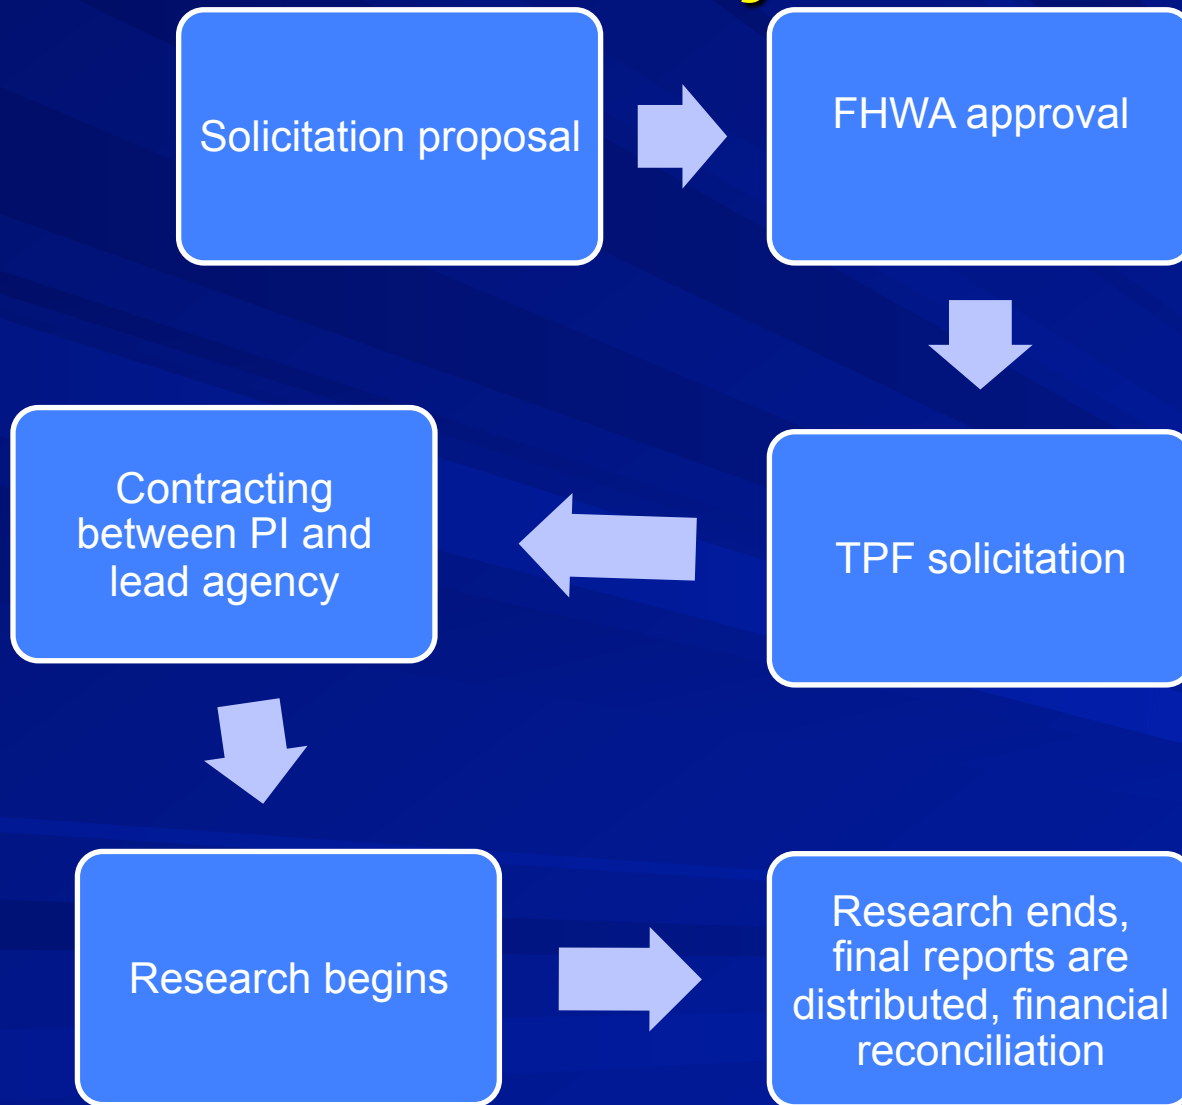 Solicitation proposal
FHWA approval
TPF solicitation
Contracting
between PI and
lead agency
Research begins
Research ends,
final reports are
distributed, financial
reconciliation